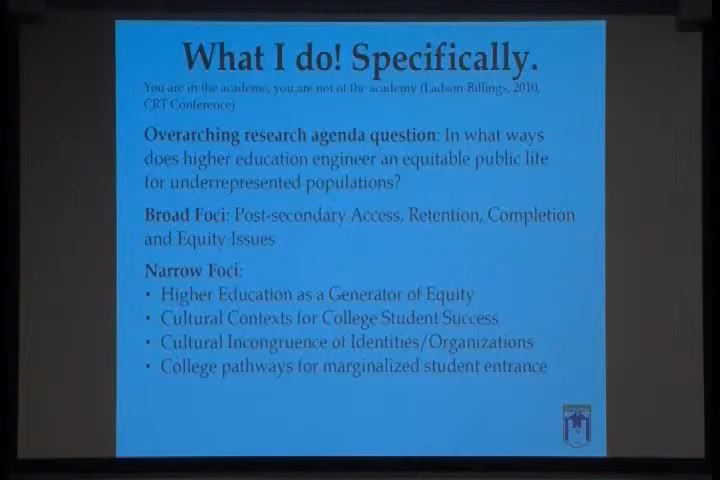 What I do! Specifically.
You are in the academe, you are not of the academy (Ladson-Billings, 2010,
CRT Conference)
Overarching research agenda question: In what ways
does higher education engineer an equitable public life
for underrepresented populations?
Broad Foci: Post-secondary Access, Retention, Completion
and Equity Issues
Narrow Foci:
• Higher Education as a Generator of Equity
• Cultural Contexts for College Student Success
• Cultural Incongruence of Identities/Organizations
• College pathways for marginalized student entrance